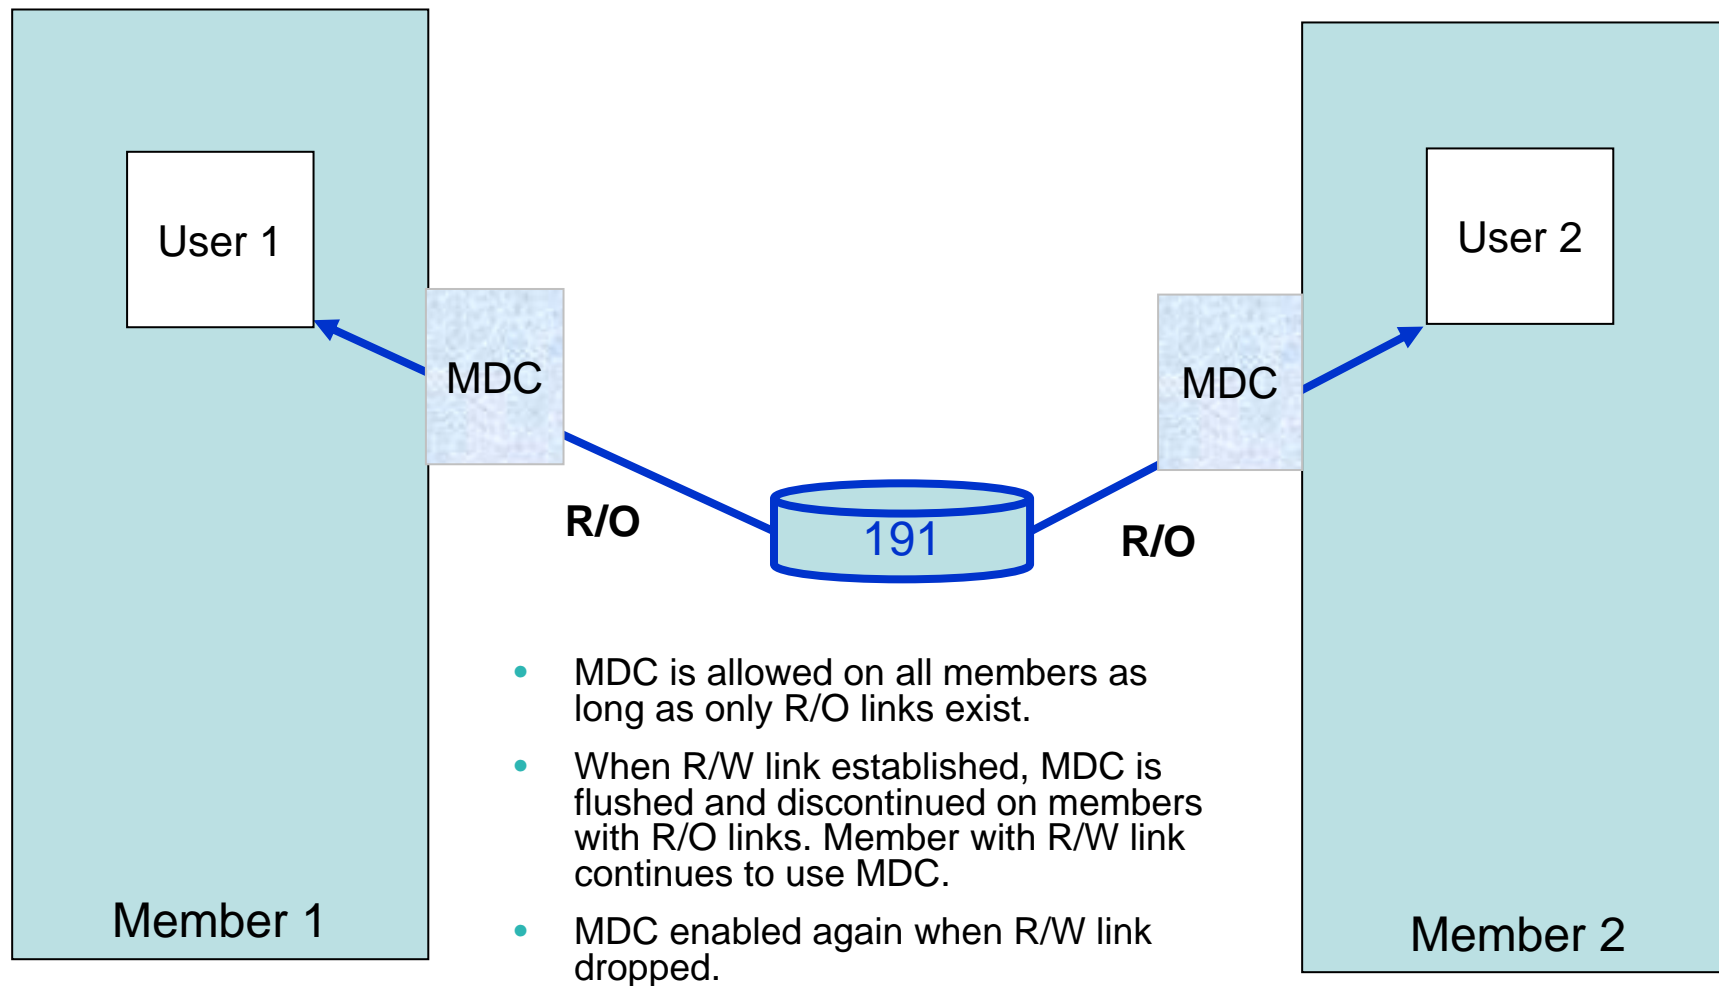 User 1
User 2
MDC
MDC
R/O
191
R/O
• MDC is allowed on all members as
long as only R/O links exist.
• When R/W link established, MDC is
flushed and discontinued on members
with R/O links. Member with R/W link
continues to use MDC.
• MDC enabled again when R/W link
dropped.
Member 1
Member 2